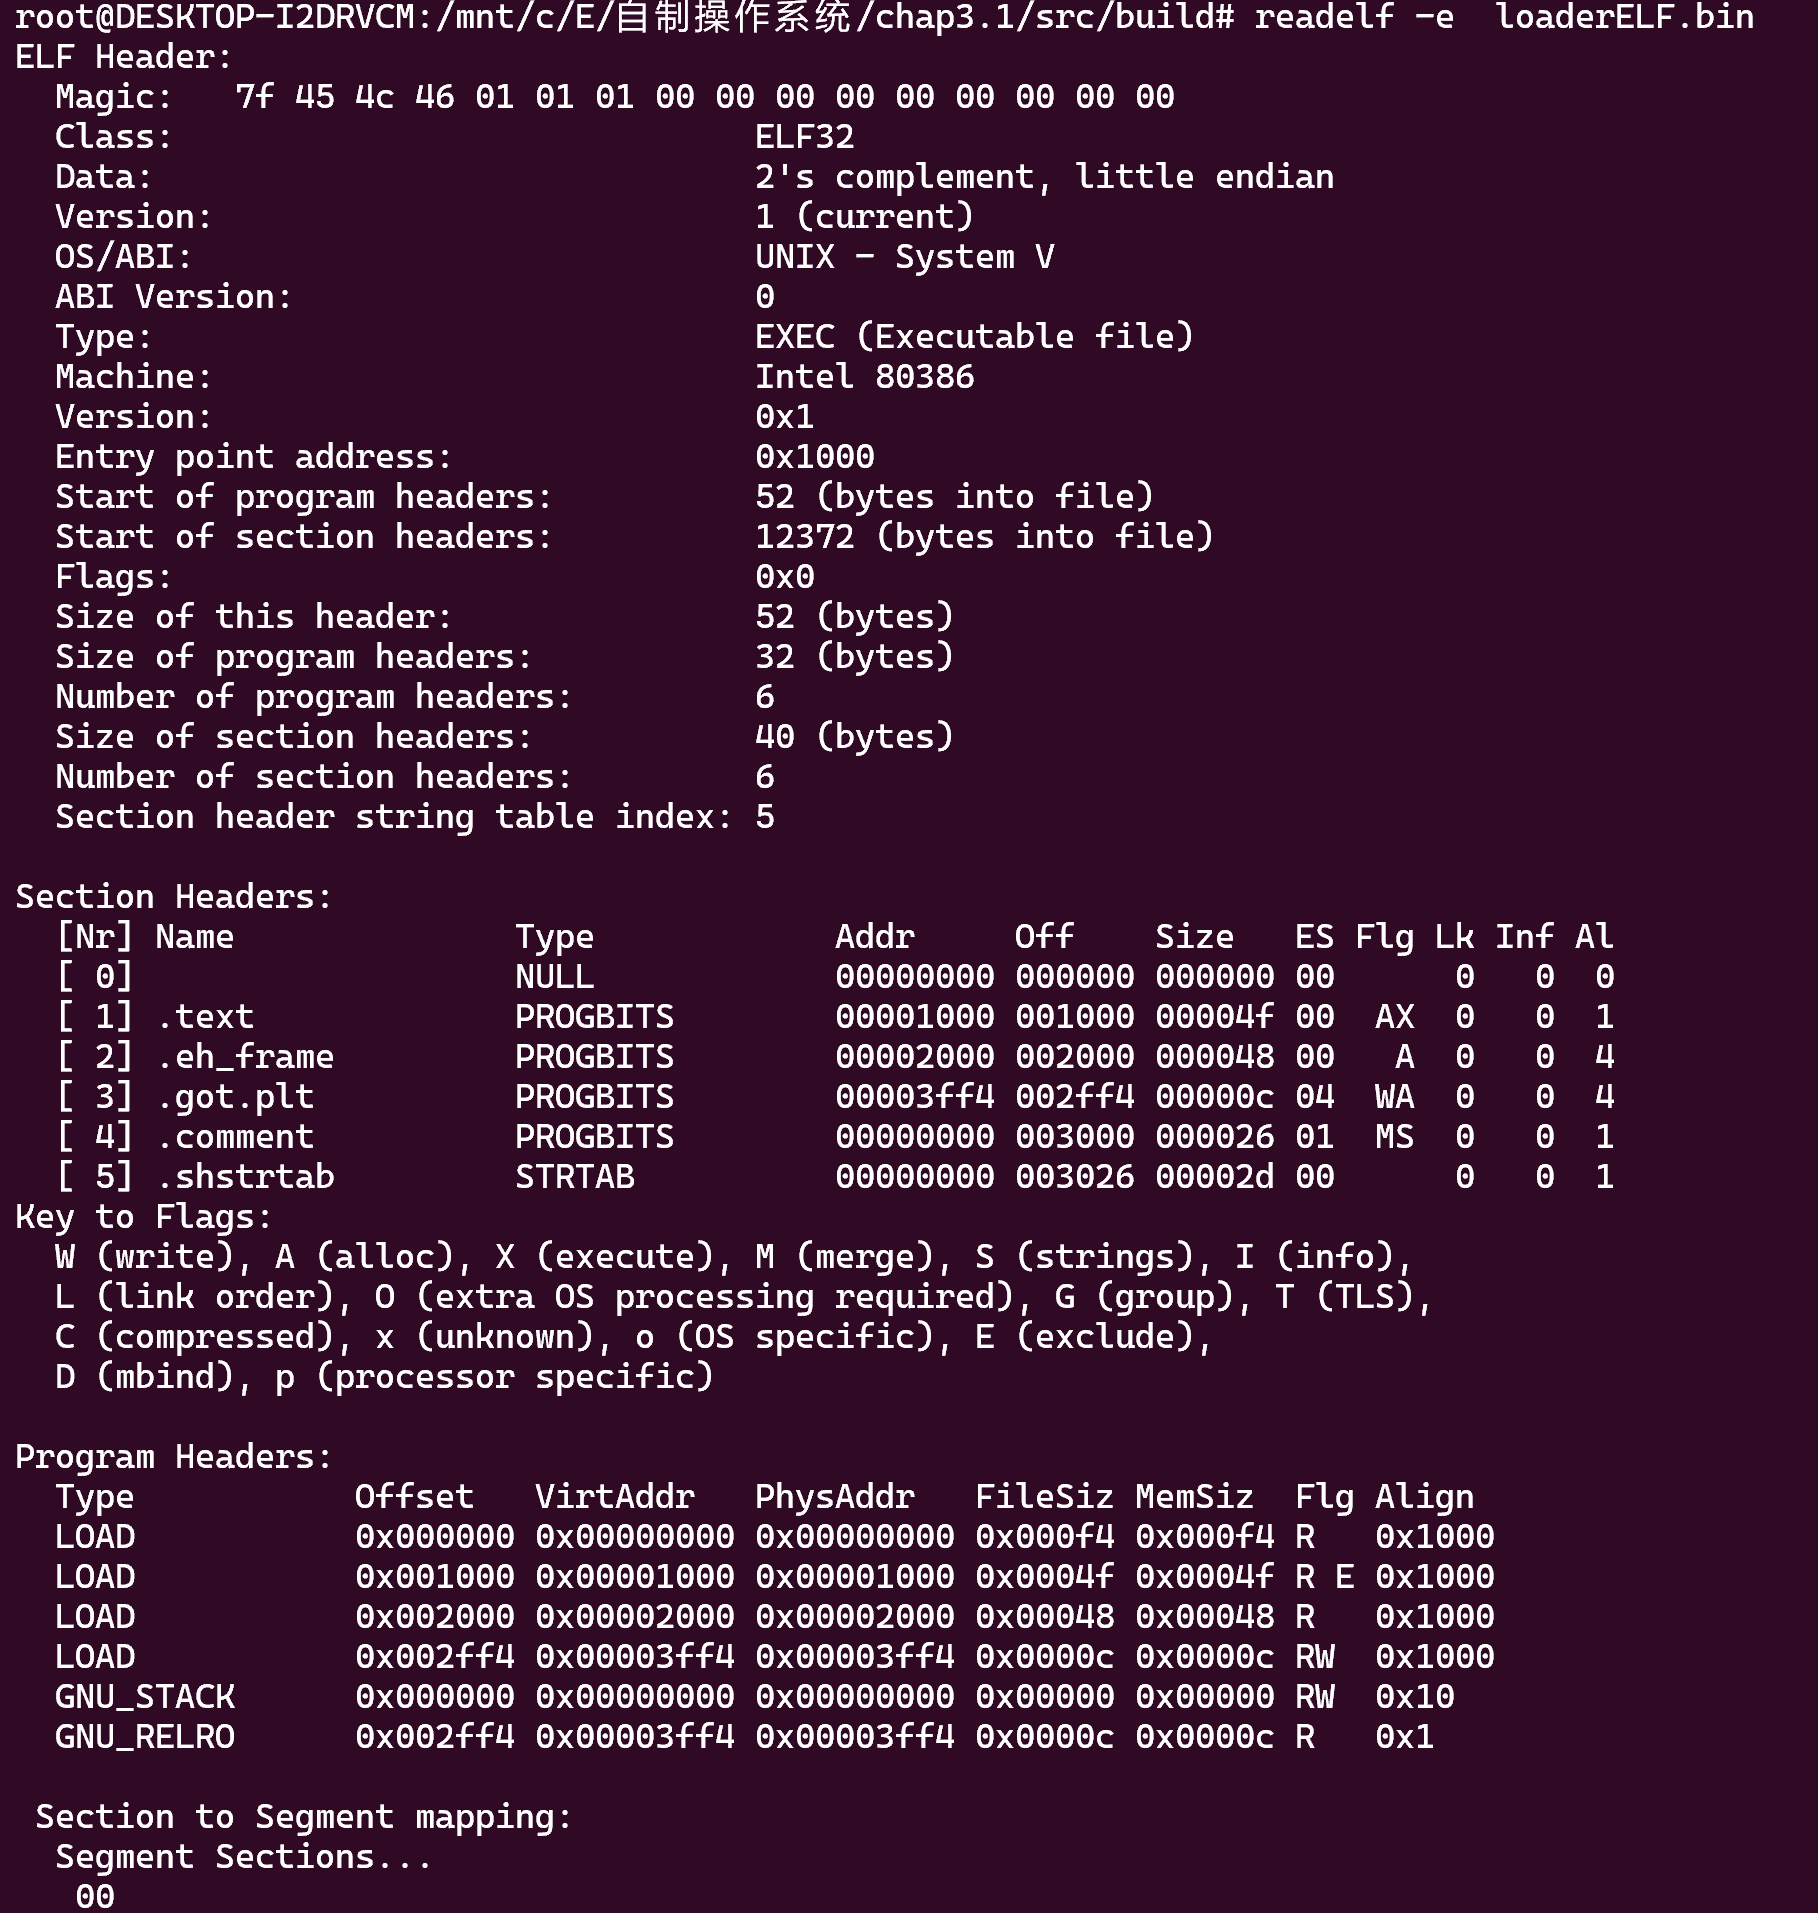 root@DESKTOP-I2DRVCM:/mnt/c/E/自制操作系统/chap3.1/src/build# readelf -e  loaderELF.bin
ELF Header:
  Magic:   7f 45 4c 46 01 01 01 00 00 00 00 00 00 00 00 00
  Class:                             ELF32
  Data:                              2's complement, little endian
  Version:                           1 (current)
  OS/ABI:                            UNIX - System V
  ABI Version:                       0
  Type:                              EXEC (Executable file)
  Machine:                           Intel 80386
  Version:                           0x1
  Entry point address:               0x1000
  Start of program headers:          52 (bytes into file)
  Start of section headers:          12372 (bytes into file)
  Flags:                             0x0
  Size of this header:               52 (bytes)
  Size of program headers:           32 (bytes)
  Number of program headers:         6
  Size of section headers:           40 (bytes)
  Number of section headers:         6
  Section header string table index: 5

Section Headers:
  [Nr] Name              Type            Addr     Off    Size   ES Flg Lk Inf Al
  [ 0]                   NULL            00000000 000000 000000 00      0   0  0
  [ 1] .text             PROGBITS        00001000 001000 00004f 00  AX  0   0  1
  [ 2] .eh_frame         PROGBITS        00002000 002000 000048 00   A  0   0  4
  [ 3] .got.plt          PROGBITS        00003ff4 002ff4 00000c 04  WA  0   0  4
  [ 4] .comment          PROGBITS        00000000 003000 000026 01  MS  0   0  1
  [ 5] .shstrtab         STRTAB          00000000 003026 00002d 00      0   0  1
Key to Flags:
  W (write), A (alloc), X (execute), M (merge), S (strings), I (info),
  L (link order), O (extra OS processing required), G (group), T (TLS),
  C (compressed), x (unknown), o (OS specific), E (exclude),
  D (mbind), p (processor specific)

Program Headers:
  Type           Offset   VirtAddr   PhysAddr   FileSiz MemSiz  Flg Align
  LOAD           0x000000 0x00000000 0x00000000 0x000f4 0x000f4 R   0x1000
  LOAD           0x001000 0x00001000 0x00001000 0x0004f 0x0004f R E 0x1000
  LOAD           0x002000 0x00002000 0x00002000 0x00048 0x00048 R   0x1000
  LOAD           0x002ff4 0x00003ff4 0x00003ff4 0x0000c 0x0000c RW  0x1000
  GNU_STACK      0x000000 0x00000000 0x00000000 0x00000 0x00000 RW  0x10
  GNU_RELRO      0x002ff4 0x00003ff4 0x00003ff4 0x0000c 0x0000c R   0x1

 Section to Segment mapping:
  Segment Sections...
   00